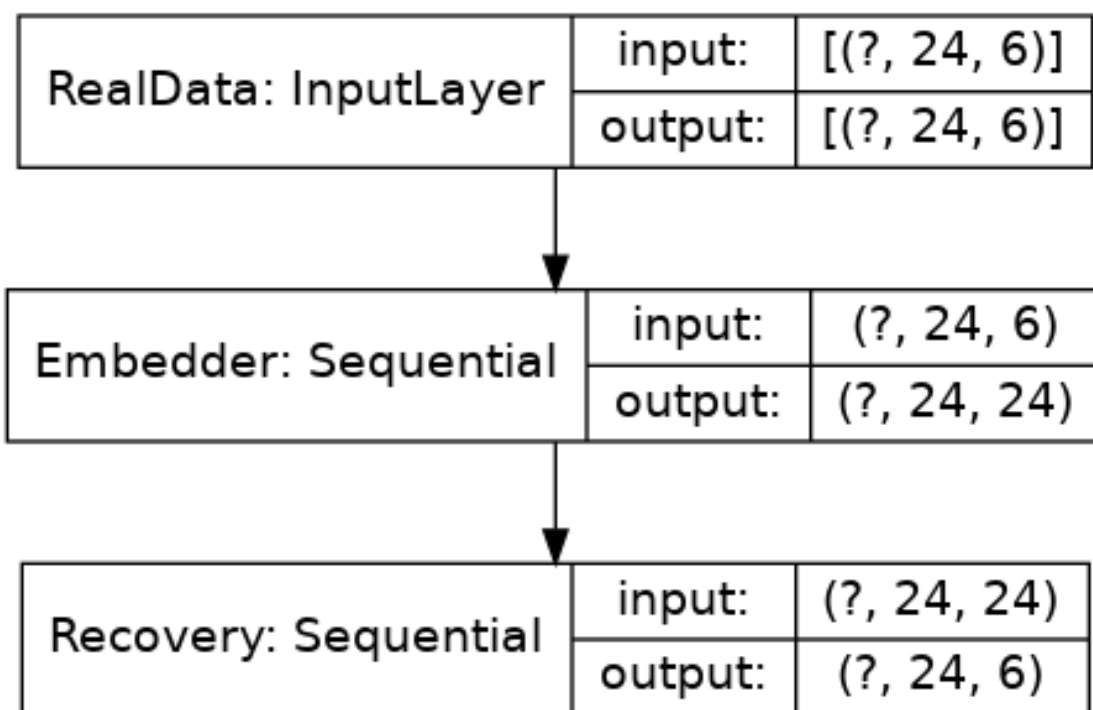 RealData: InputLayer
input: [(?, 24, 6)]
output: [(?, 24, 6)]
Embedder: Sequential
input: (?, 24, 6)
output: (?, 24, 24)
Recovery: Sequential
input: (?, 24, 24)
output: (?, 24, 6)